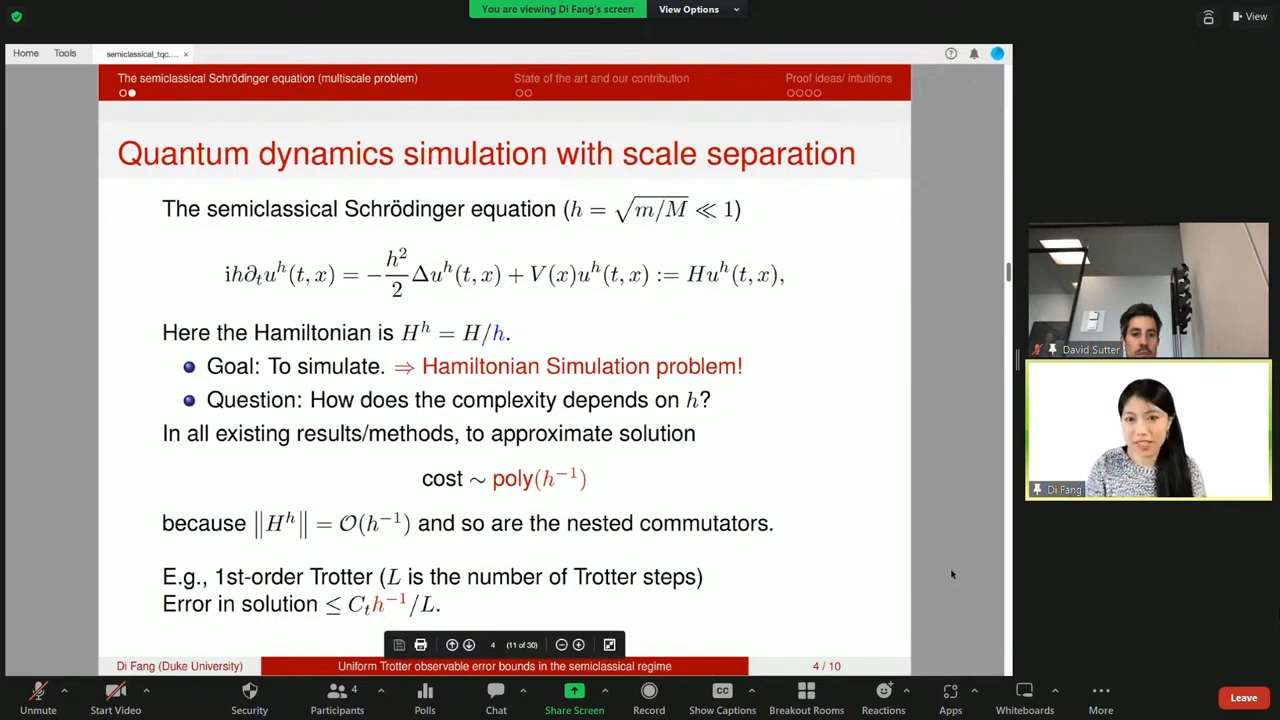 You are viewing Di Fang's screen
View Options
View
Home Tools semiclassical_tqc.... ×
The semiclassical Schrödinger equation (multiscale problem)
State of the art and our contribution
Proof ideas/ intuitions
Quantum dynamics simulation with scale separation
The semiclassical Schrödinger equation (h = √m/M ≪ 1)
ih∂ₜuʰ(t, x) = −h²/2 Δuʰ(t, x) + V(x)uʰ(t, x) := Huʰ(t, x),
Here the Hamiltonian is Hʰ = H/h.
Goal: To simulate. ⇒ Hamiltonian Simulation problem!
Question: How does the complexity depends on h?
In all existing results/methods, to approximate solution
cost ∼ poly(h⁻¹)
because ‖Hʰ‖ = 𝒪(h⁻¹) and so are the nested commutators.
E.g., 1st-order Trotter (L is the number of Trotter steps)
Error in solution ≤ Cₜh⁻¹/L.
4 (11 of 30)
Di Fang (Duke University)
Uniform Trotter observable error bounds in the semiclassical regime
4 / 10
David Sutter
Di Fang
Unmute
Start Video
Security
4
Participants
Polls
Chat
Share Screen
Record
CC
Show Captions
Breakout Rooms
Reactions
Apps
Whiteboards
More
Leave